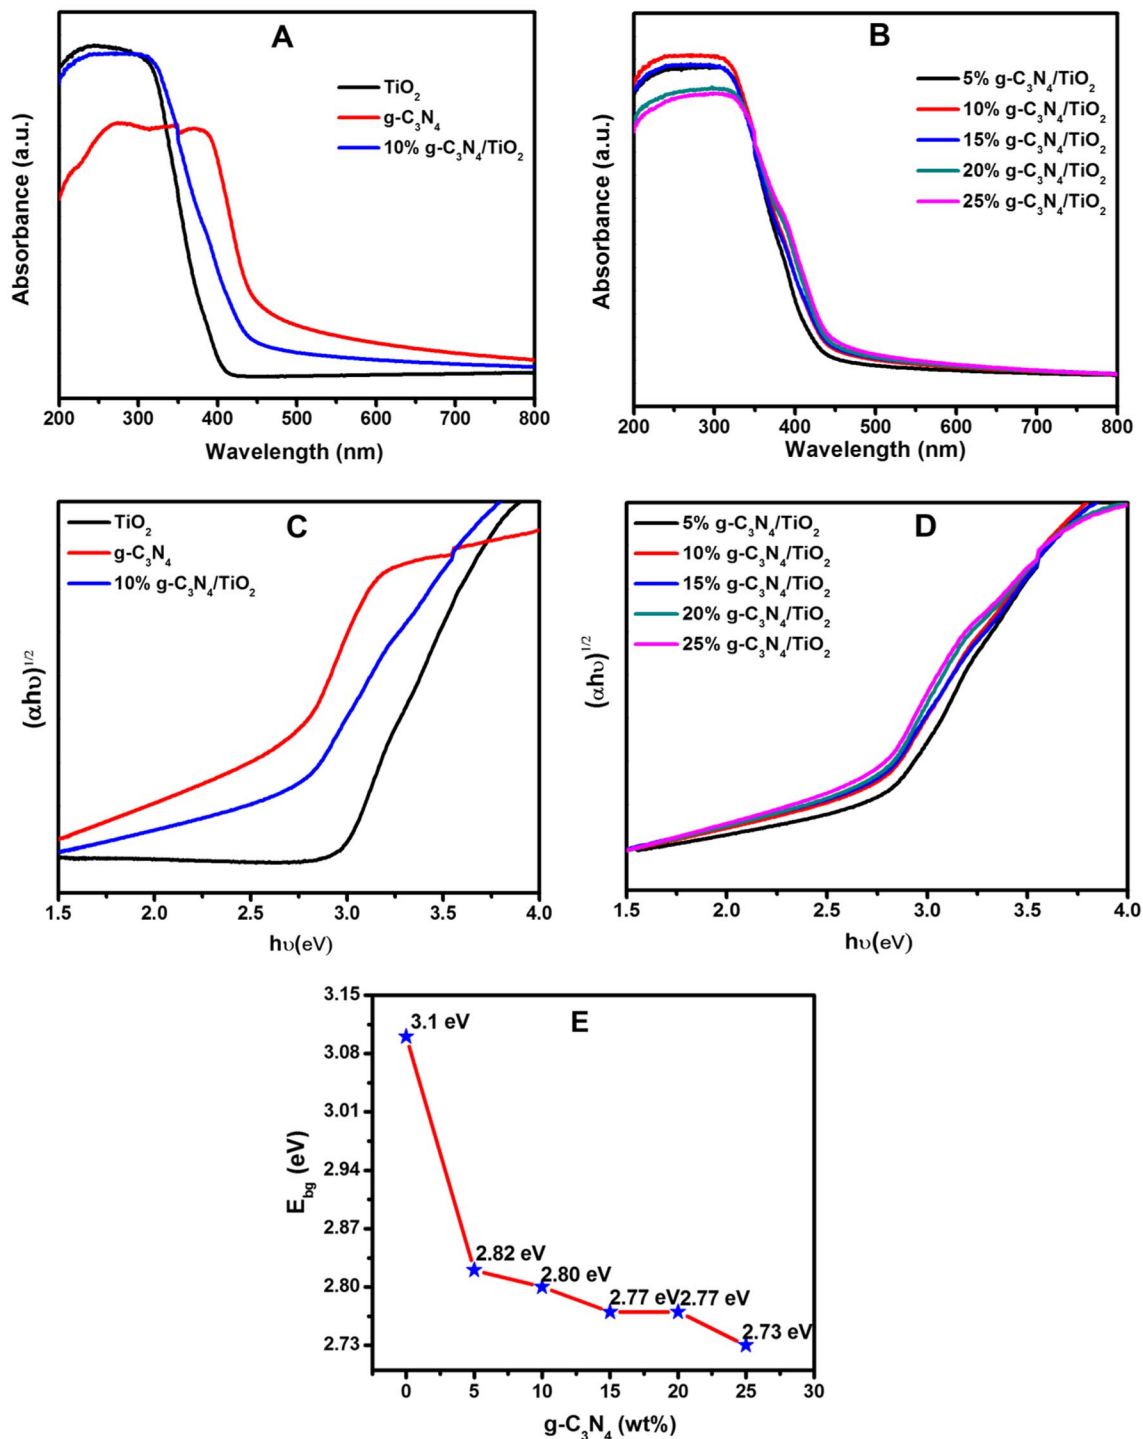 A
TiO₂
g-C₃N₄
10% g-C₃N₄/TiO₂
Absorbance (a.u.)
200 300 400 500 600 700 800
Wavelength (nm)
B
5% g-C₃N₄/TiO₂
10% g-C₃N₄/TiO₂
15% g-C₃N₄/TiO₂
20% g-C₃N₄/TiO₂
25% g-C₃N₄/TiO₂
Absorbance (a.u.)
200 300 400 500 600 700 800
Wavelength (nm)
C
TiO₂
g-C₃N₄
10% g-C₃N₄/TiO₂
(αhυ)^1/2
1.5 2.0 2.5 3.0 3.5 4.0
hυ(eV)
D
5% g-C₃N₄/TiO₂
10% g-C₃N₄/TiO₂
15% g-C₃N₄/TiO₂
20% g-C₃N₄/TiO₂
25% g-C₃N₄/TiO₂
(αhυ)^1/2
1.5 2.0 2.5 3.0 3.5 4.0
hυ(eV)
E
3.15
3.08
3.01
2.94
2.87
2.80
2.73
E_bg (eV)
3.1 eV
2.82 eV
2.80 eV
2.77 eV
2.77 eV
2.73 eV
0 5 10 15 20 25 30
g-C₃N₄ (wt%)